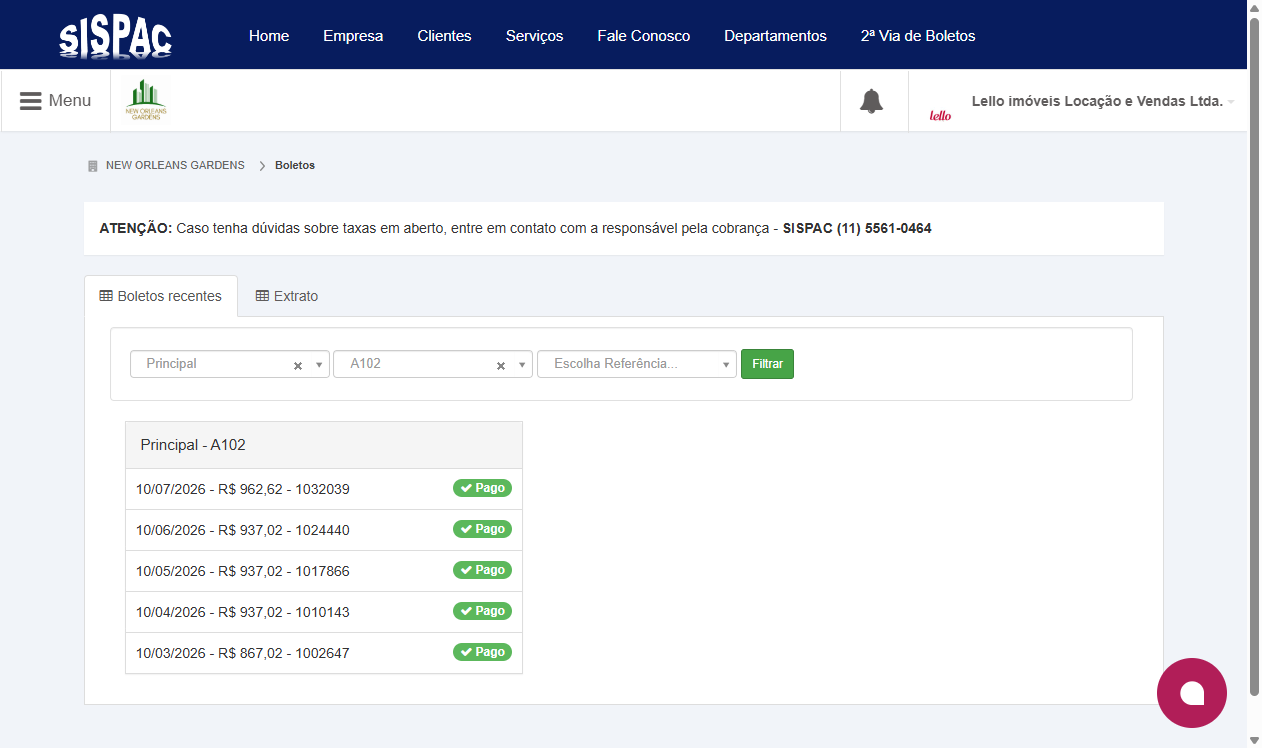 SISPAC
Home Empresa Clientes Serviços Fale Conosco Departamentos 2ª Via de Boletos
Menu
NEW ORLEANS
GARDENS
lello
Lello imóveis Locação e Vendas Ltda.
NEW ORLEANS GARDENS > Boletos
ATENÇÃO: Caso tenha dúvidas sobre taxas em aberto, entre em contato com a responsável pela cobrança - SISPAC (11) 5561-0464
Boletos recentes Extrato
Principal × A102 × Escolha Referência... Filtrar
Principal - A102
10/07/2026 - R$ 962,62 - 1032039 Pago
10/06/2026 - R$ 937,02 - 1024440 Pago
10/05/2026 - R$ 937,02 - 1017866 Pago
10/04/2026 - R$ 937,02 - 1010143 Pago
10/03/2026 - R$ 867,02 - 1002647 Pago